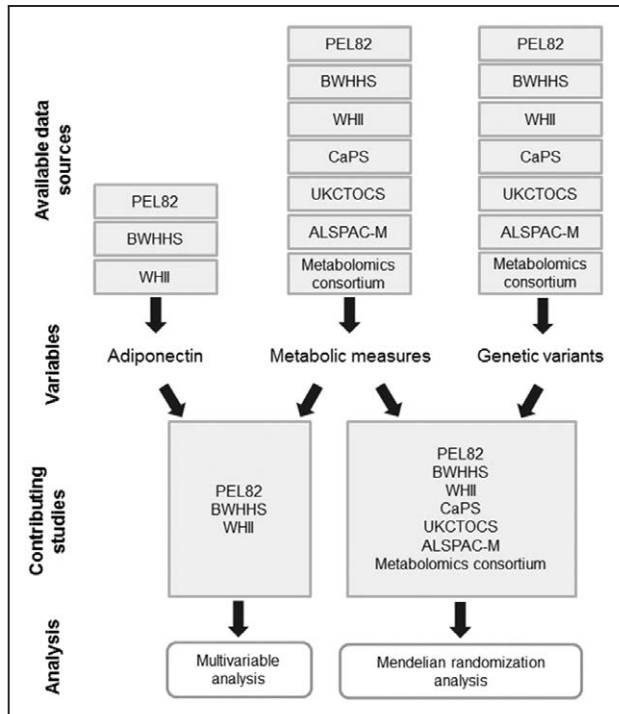 Available data
sources
PEL82
BWHHS
WHII
PEL82
BWHHS
WHII
CaPS
UKCTOCS
ALSPAC-M
Metabolomics
consortium
PEL82
BWHHS
WHII
CaPS
UKCTOCS
ALSPAC-M
Metabolomics
consortium
Variables
Adiponectin
Metabolic measures
Genetic variants
Contributing
studies
PEL82
BWHHS
WHII
PEL82
BWHHS
WHII
CaPS
UKCTOCS
ALSPAC-M
Metabolomics consortium
Analysis
Multivariable
analysis
Mendelian randomization
analysis